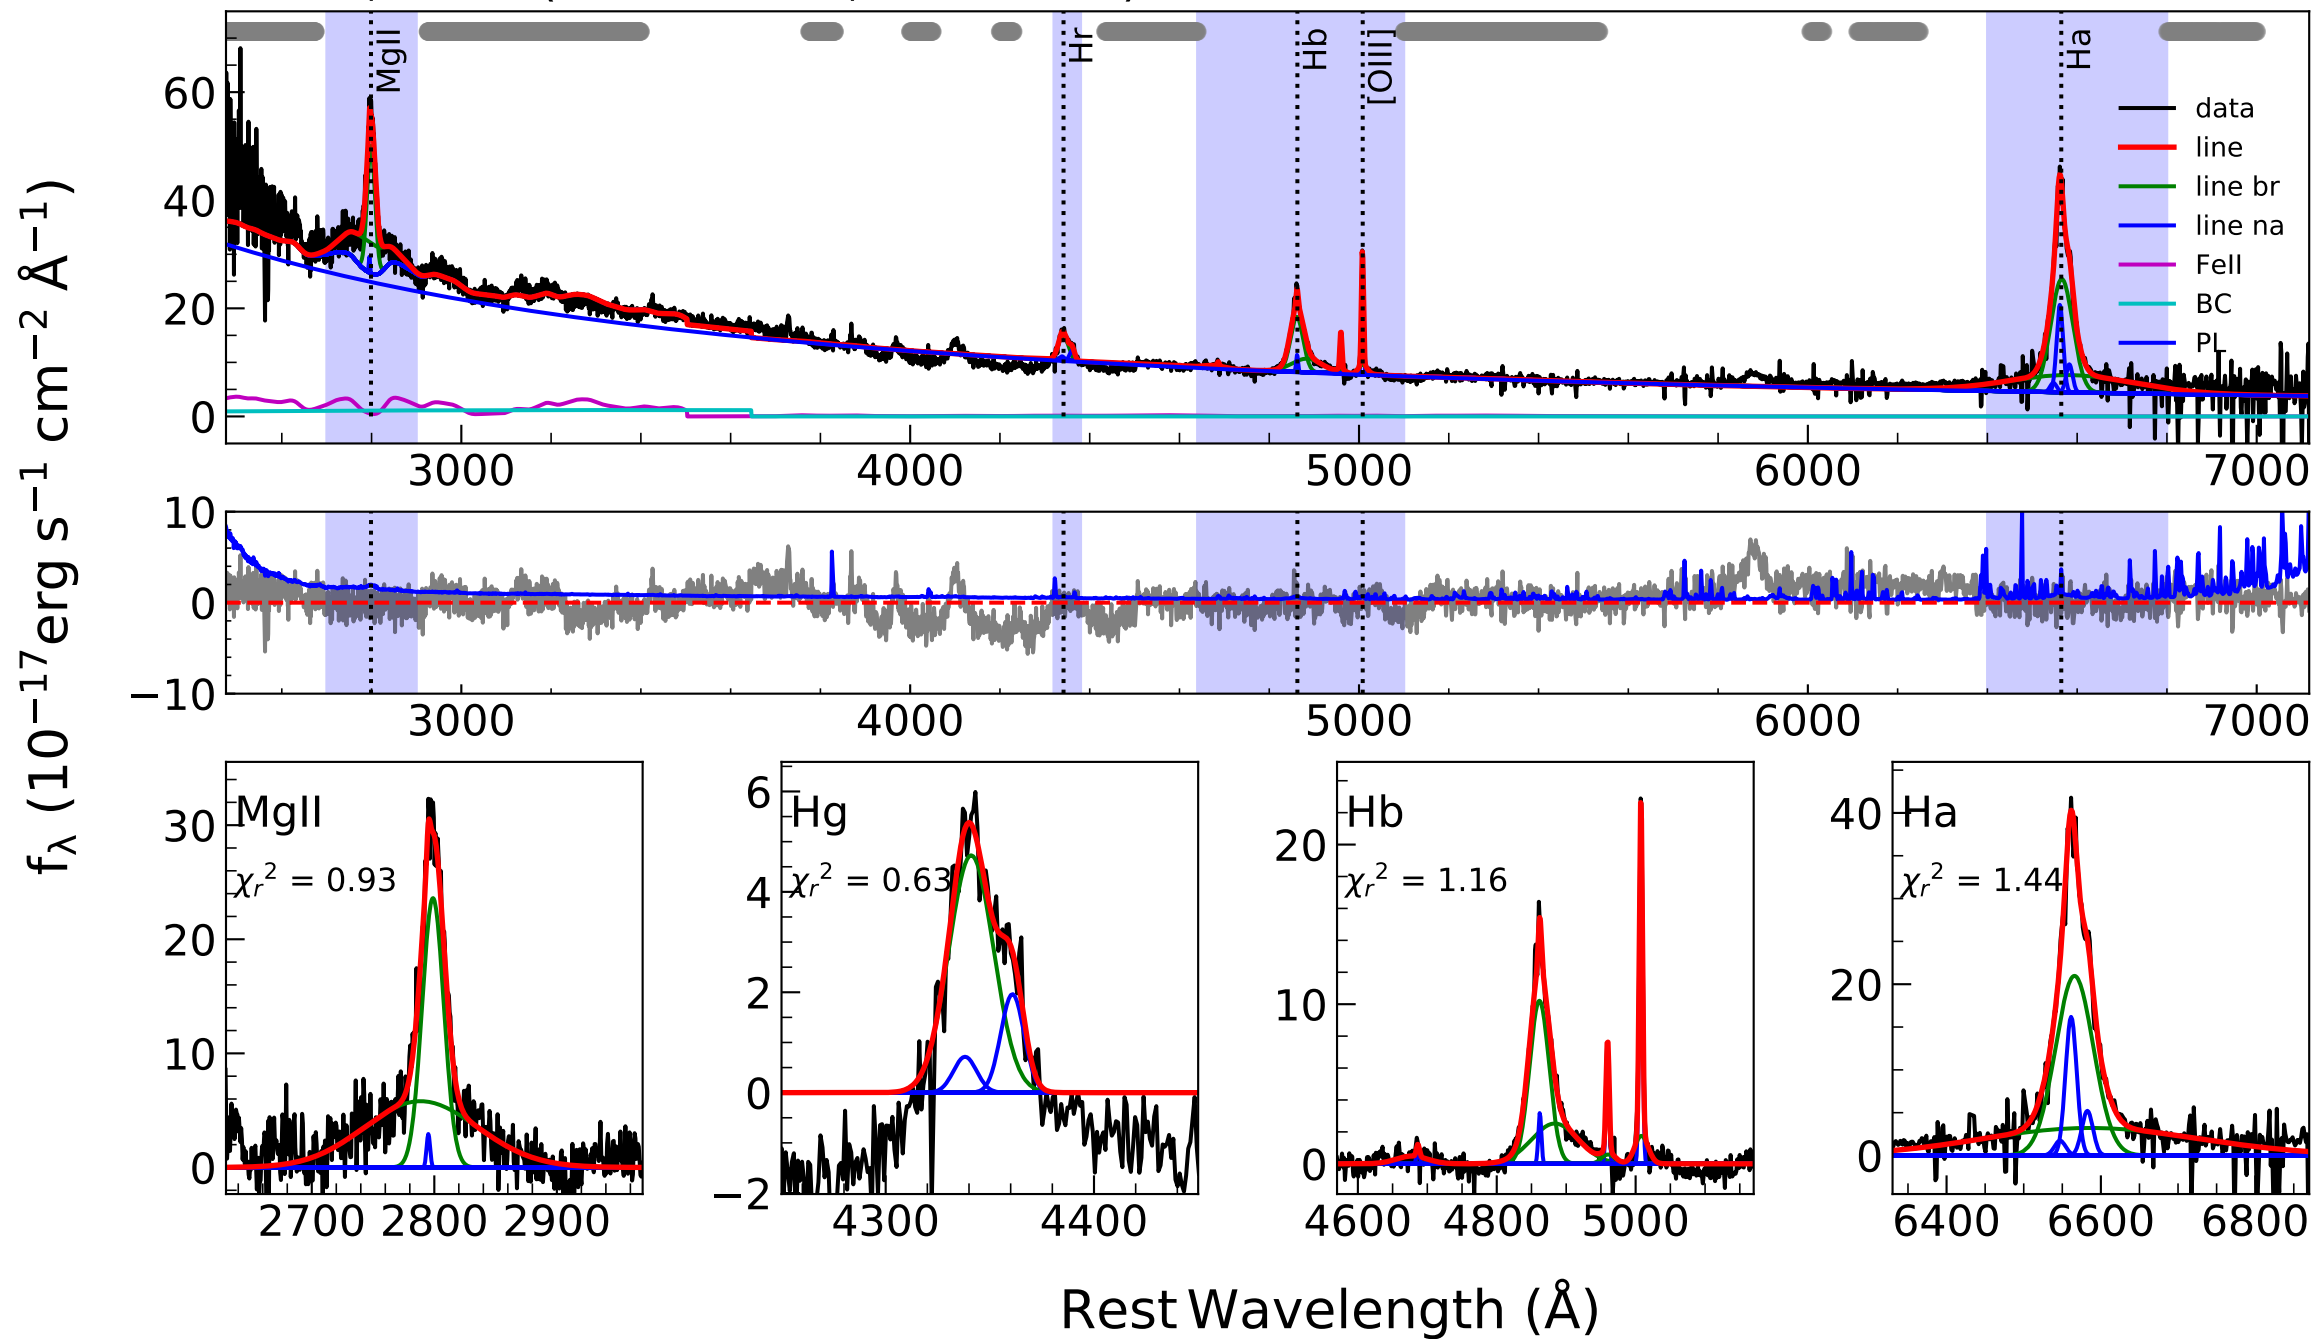 MgII
Hr
Hb
[OIII]
Ha
data
line
line br
line na
FeII
BC
PL
60
40
20
0
3000 4000 5000 6000 7000
10
0
−10
3000 4000 5000 6000 7000
f_λ (10⁻¹⁷erg s⁻¹ cm⁻² Å⁻¹)
MgII
χᵣ² = 0.93
30
20
10
0
2700 2800 2900
Hg
χᵣ² = 0.63
6
4
2
0
−2
4300 4400
Hb
χᵣ² = 1.16
20
10
0
4600 4800 5000
Ha
χᵣ² = 1.44
40
20
0
6400 6600 6800
Rest Wavelength (Å)